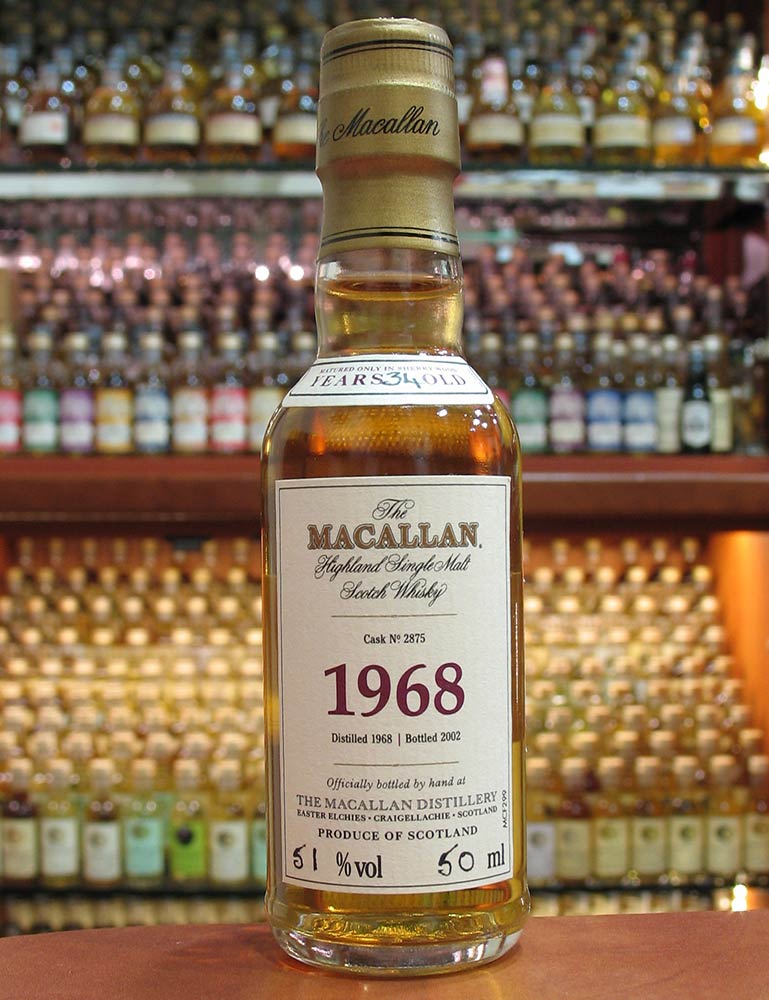 The Macallan
MATURED ONLY IN SHERRY WOOD
YEARS 34 OLD
The
MACALLAN.
Highland Single Malt
Scotch Whisky
Cask Nº 2875
1968
Distilled 1968 | Bottled 2002
Officially bottled by hand at
THE MACALLAN DISTILLERY
EASTER ELCHIES • CRAIGELLACHIE • SCOTLAND
PRODUCE OF SCOTLAND
51 %vol 50 ml
MCF299